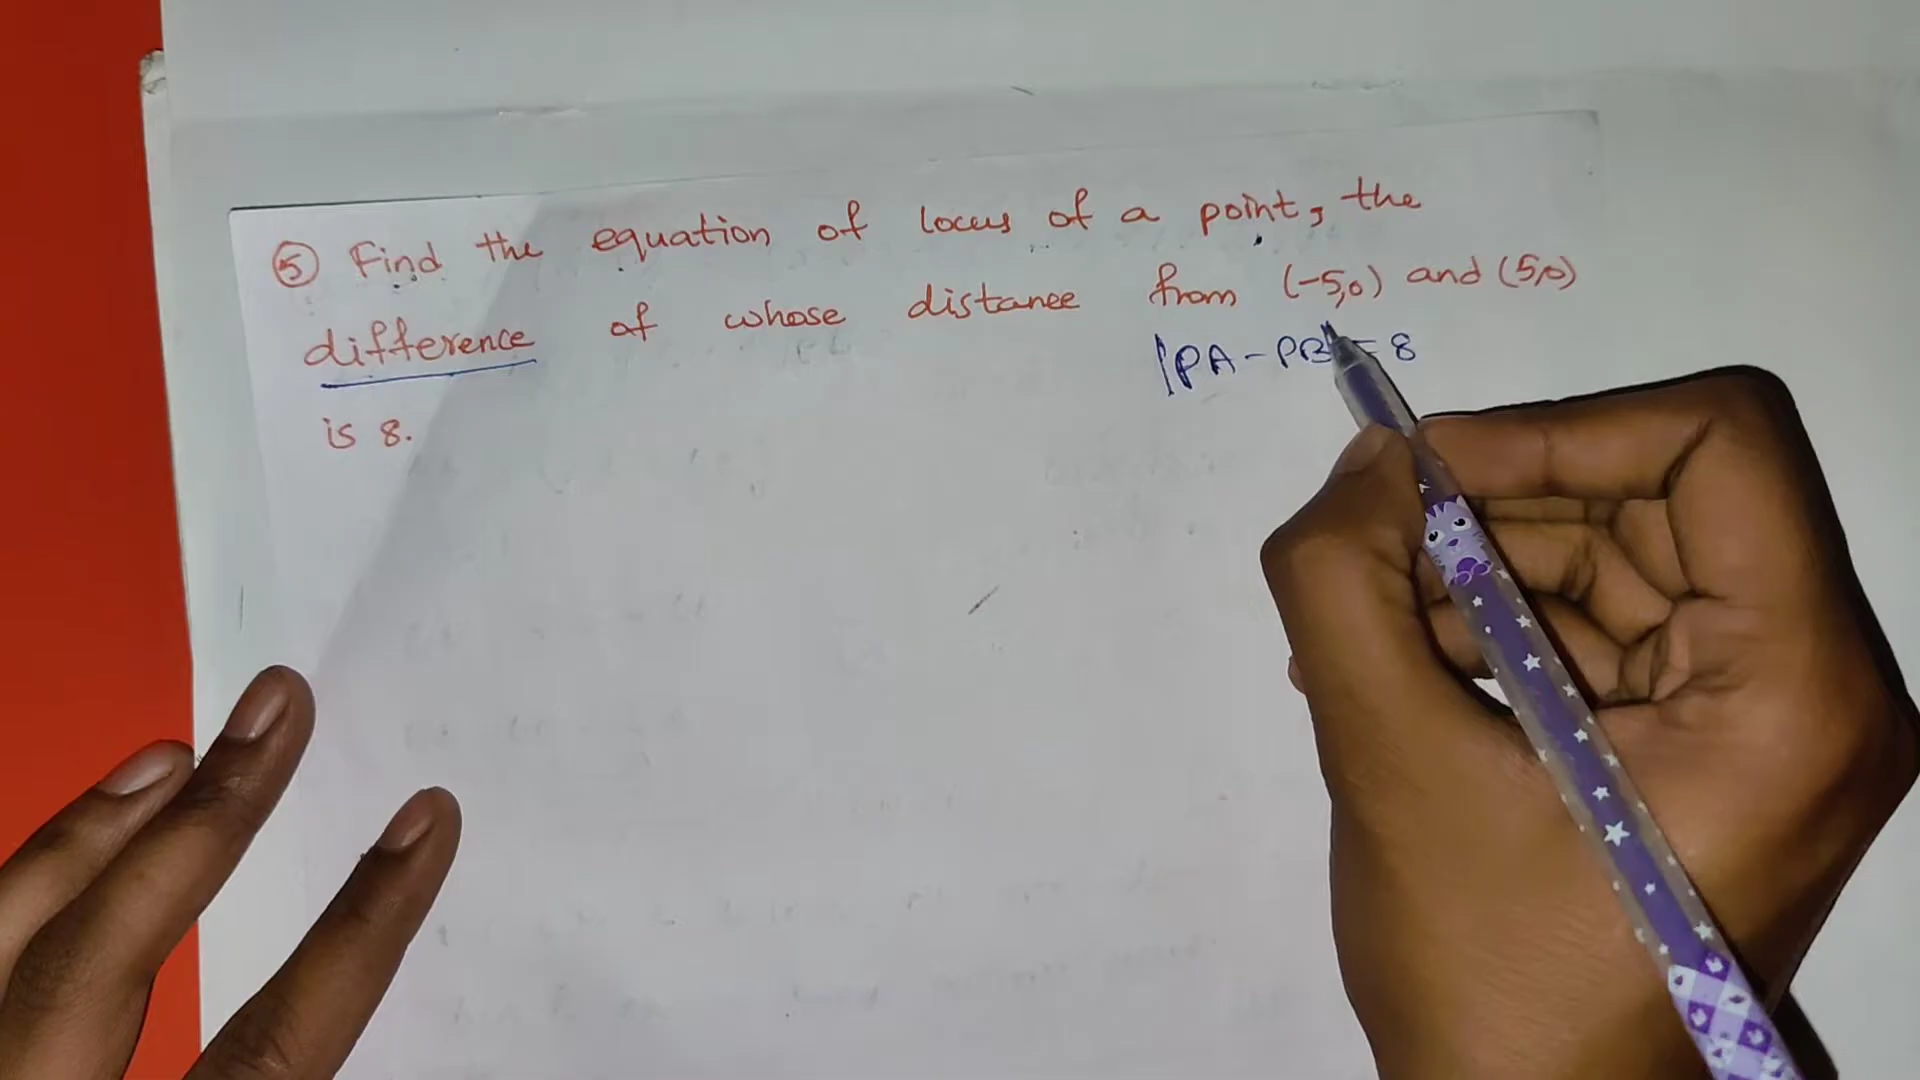 ⑤ Find the equation of locus of a point, the
difference of whose distance from (-5,0) and (5,0)
|PA - PB| = 8
is 8.